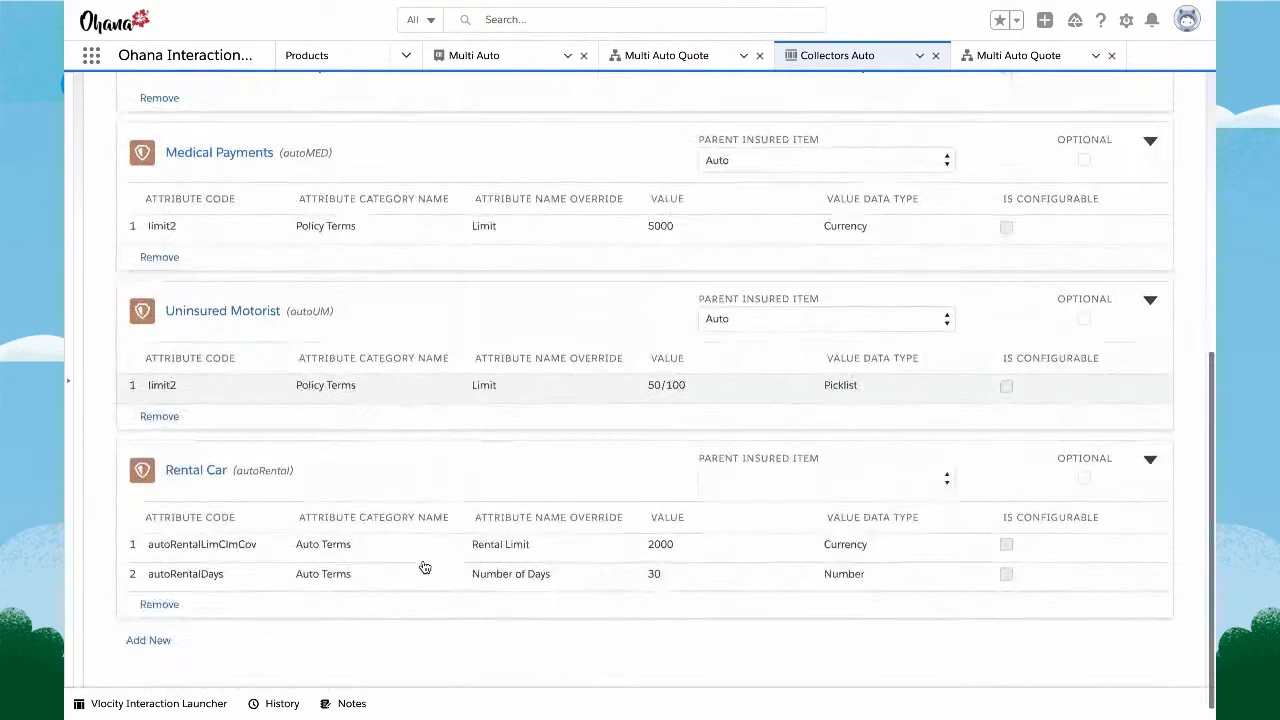 Ohana
All
Search...
Ohana Interaction...
Products
Multi Auto
Multi Auto Quote
Collectors Auto
Multi Auto Quote
Remove
Medical Payments (autoMED)
PARENT INSURED ITEM
OPTIONAL
Auto
ATTRIBUTE CODE ATTRIBUTE CATEGORY NAME ATTRIBUTE NAME OVERRIDE VALUE VALUE DATA TYPE IS CONFIGURABLE
1 limit2 Policy Terms Limit 5000 Currency
Remove
Uninsured Motorist (autoUM)
PARENT INSURED ITEM
OPTIONAL
Auto
ATTRIBUTE CODE ATTRIBUTE CATEGORY NAME ATTRIBUTE NAME OVERRIDE VALUE VALUE DATA TYPE IS CONFIGURABLE
1 limit2 Policy Terms Limit 50/100 Picklist
Remove
Rental Car (autoRental)
PARENT INSURED ITEM
OPTIONAL
ATTRIBUTE CODE ATTRIBUTE CATEGORY NAME ATTRIBUTE NAME OVERRIDE VALUE VALUE DATA TYPE IS CONFIGURABLE
1 autoRentalLimClmCov Auto Terms Rental Limit 2000 Currency
2 autoRentalDays Auto Terms Number of Days 30 Number
Remove
Add New
Vlocity Interaction Launcher
History
Notes